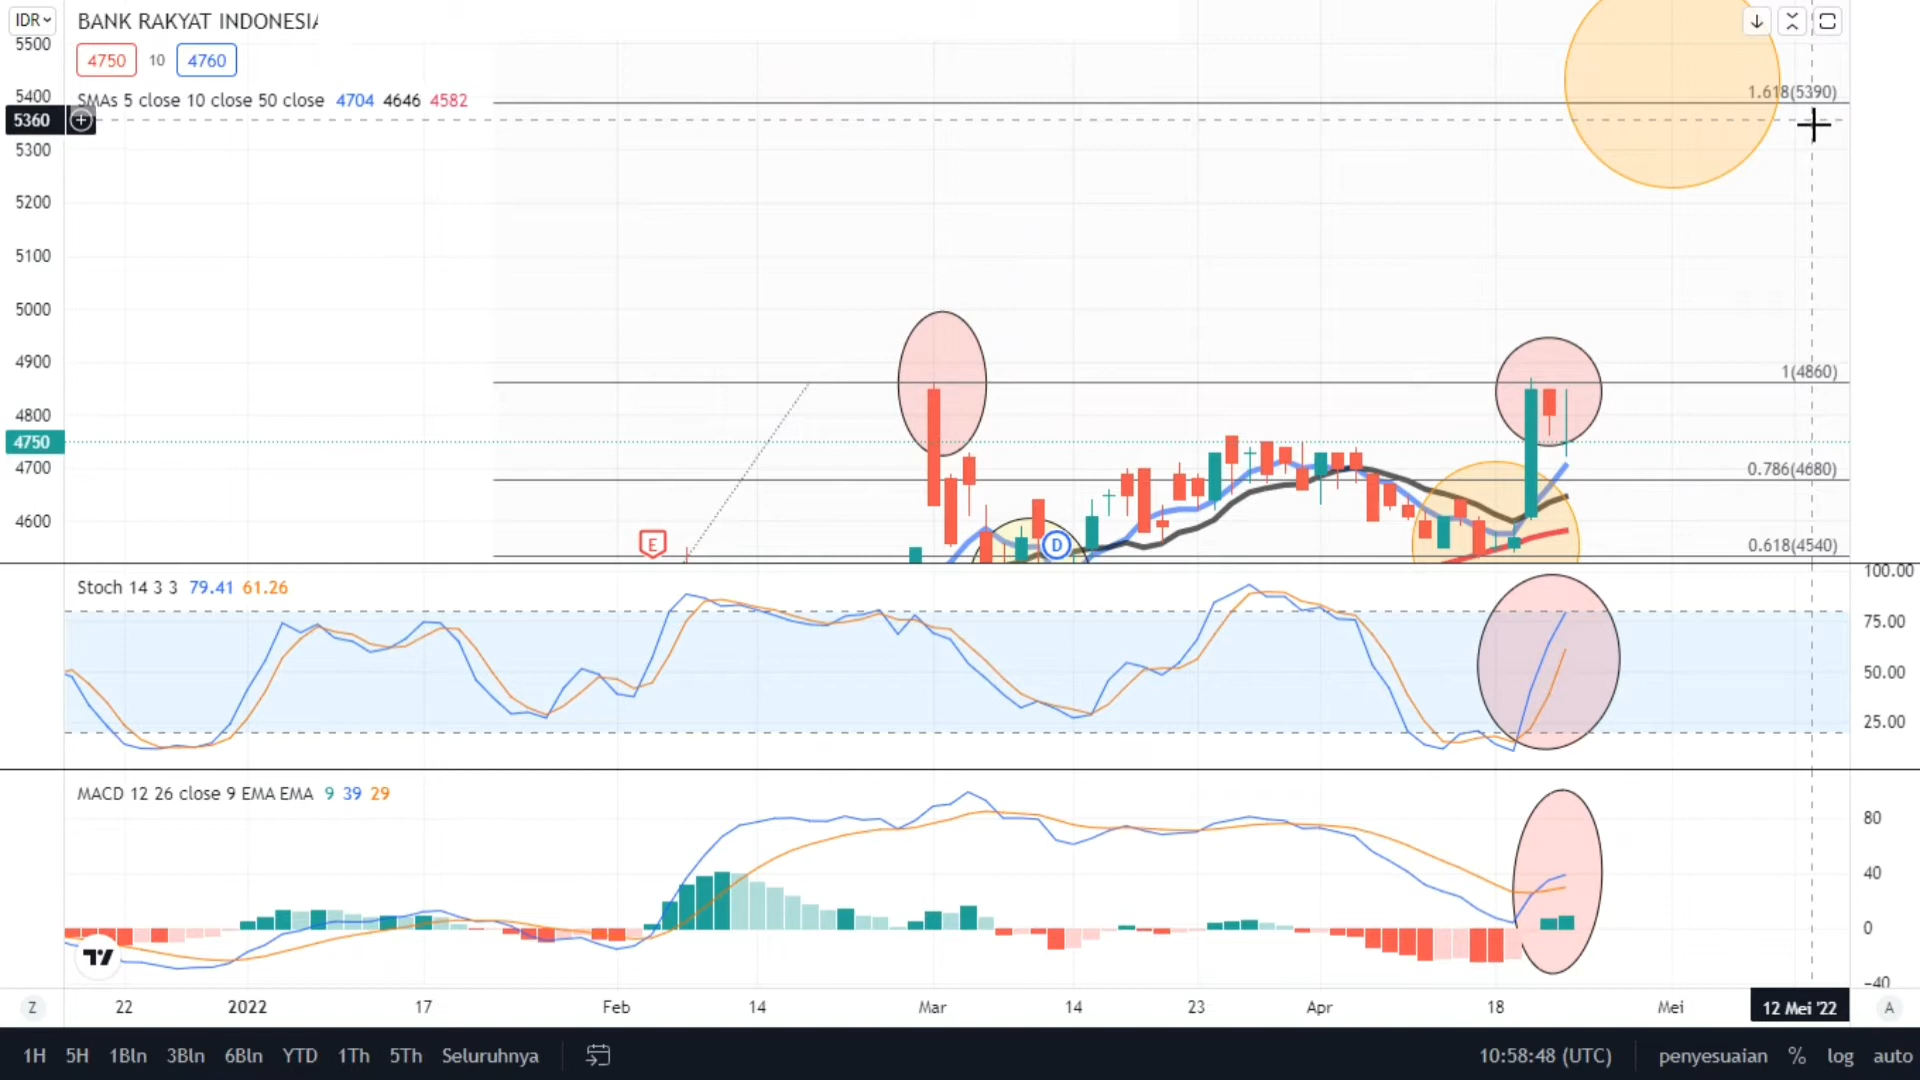 IDR
BANK RAKYAT INDONESIA
4750 10 4760
SMAs 5 close 10 close 50 close 4704 4646 4582
5500
5400
5360
5300
5200
5100
5000
4900
4800
4750
4700
4600
1.618(5390)
1(4860)
0.786(4680)
0.618(4540)
E
D
Stoch 14 3 3 79.41 61.26
100.00
75.00
50.00
25.00
MACD 12 26 close 9 EMA EMA 9 39 29
80
40
0
−40
Z 22 2022 17 Feb 14 Mar 14 23 Apr 18 Mei 12 Mei '22 A
1H 5H 1Bln 3Bln 6Bln YTD 1Th 5Th Seluruhnya 10:58:48 (UTC) penyesuaian % log auto